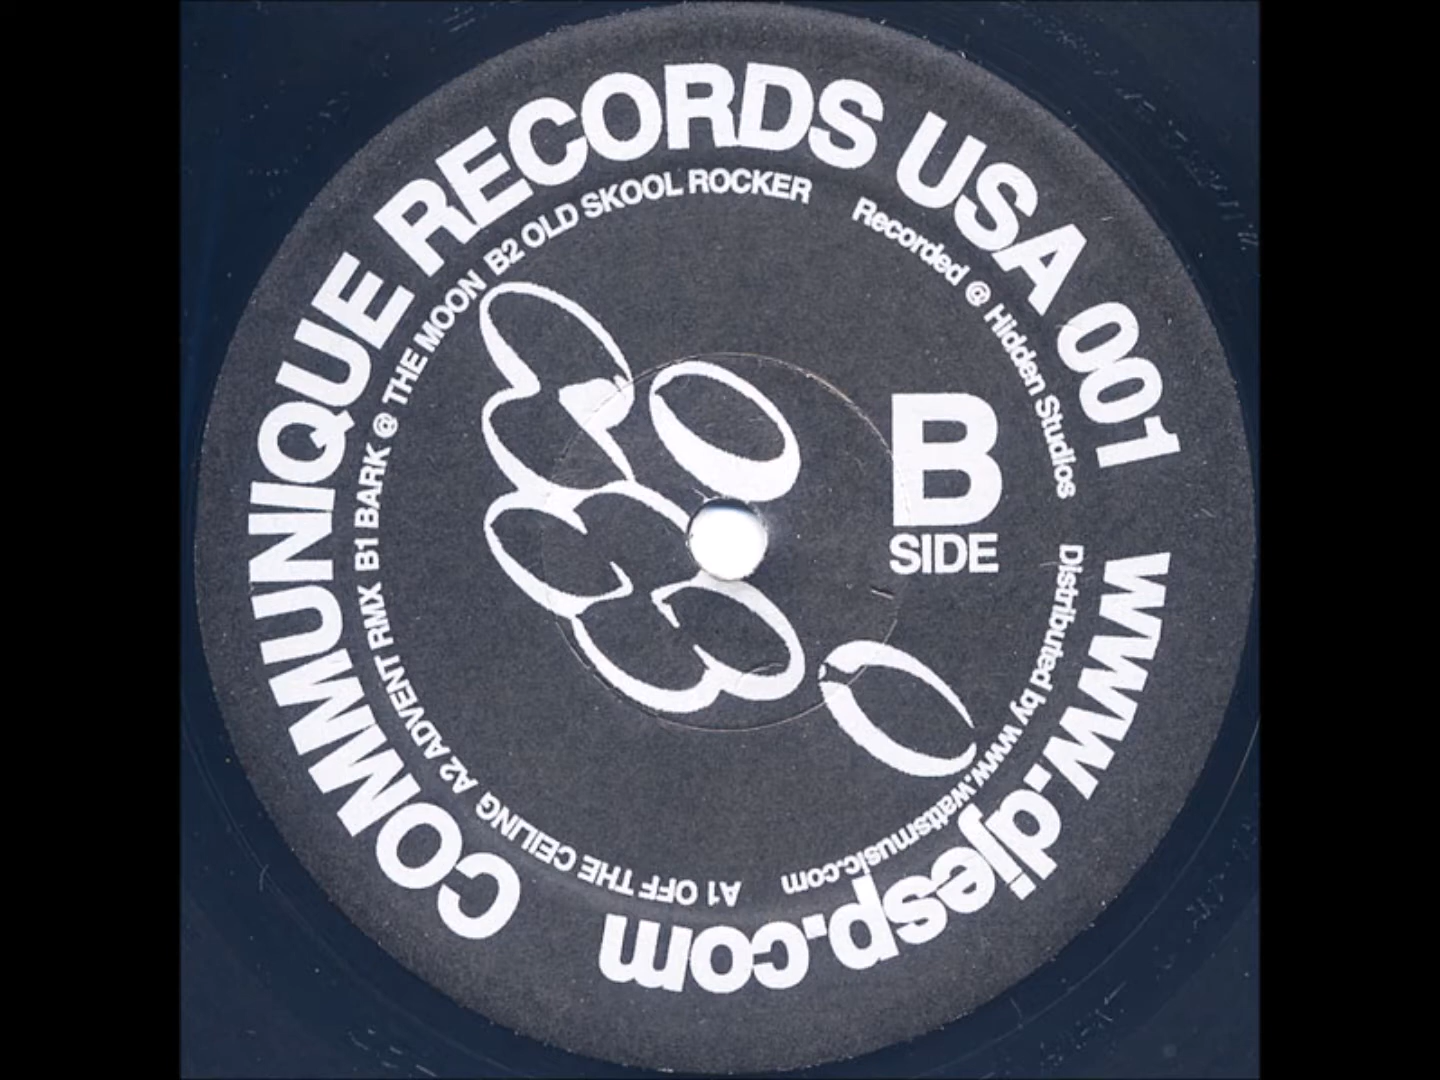 COMMUNIQUE RECORDS USA 001
www.djesp.com
A1 OFF THE CEILING A2 ADVENT RMX B1 BARK @ THE MOON B2 OLD SKOOL ROCKER
Recorded @ Hidden Studios
Distributed by www.wattsmusic.com
B
SIDE